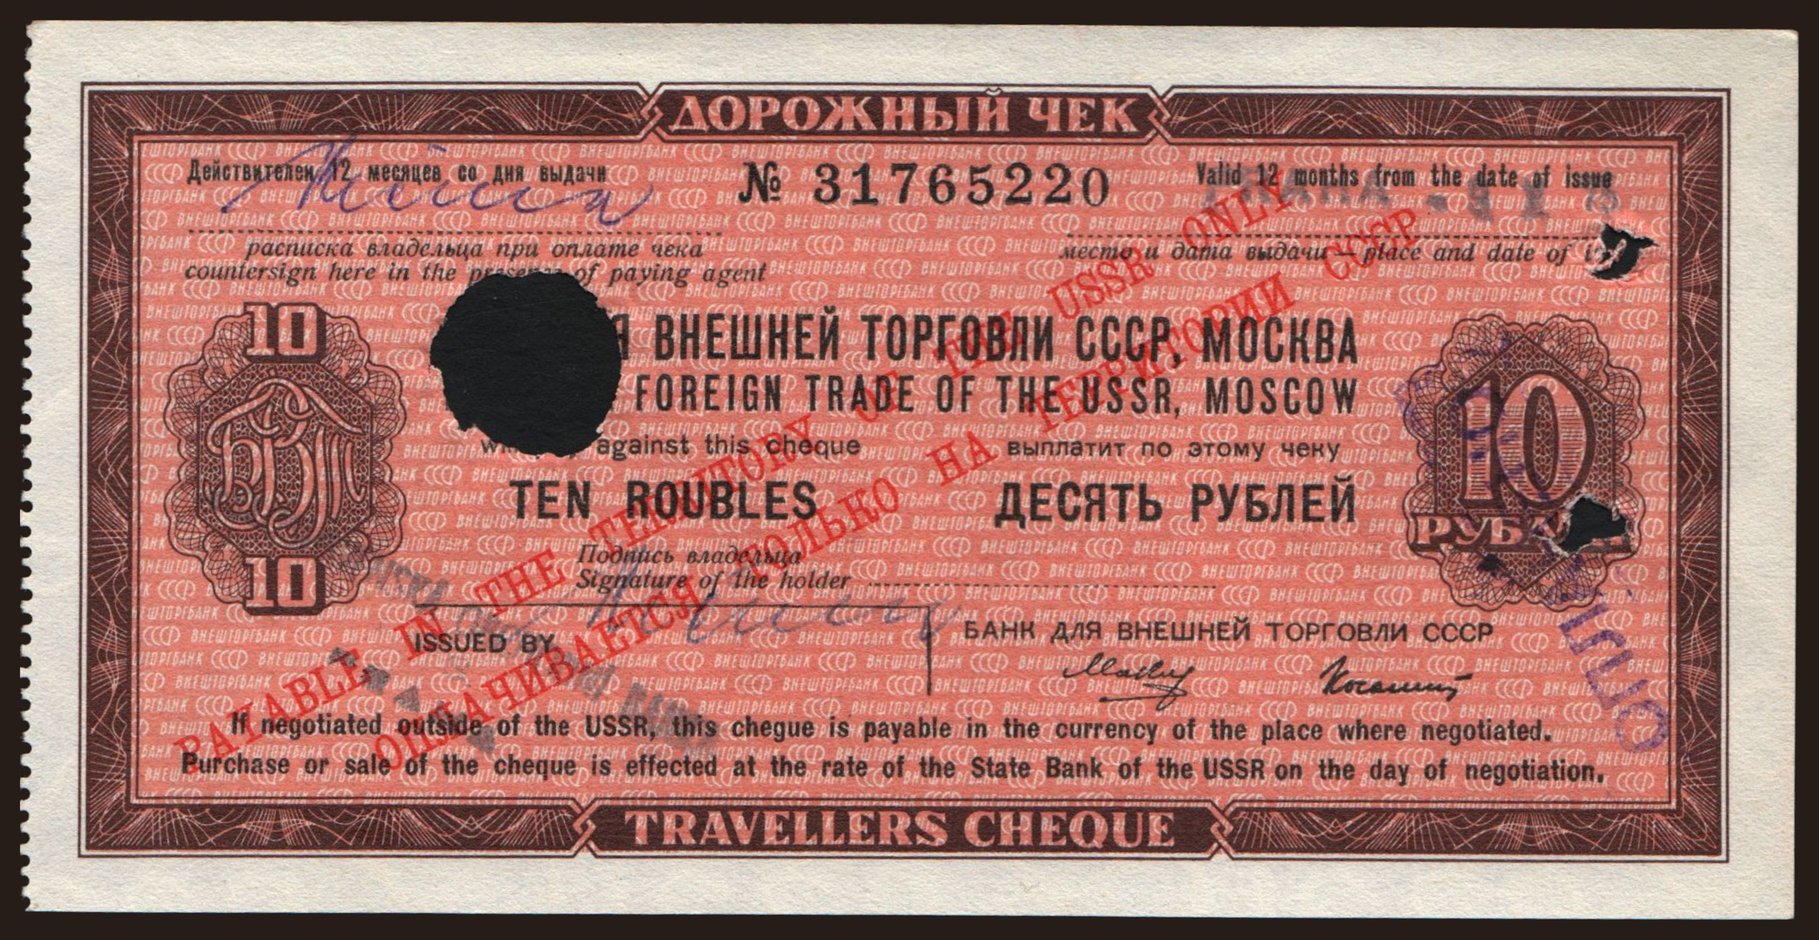 ДОРОЖНЫЙ ЧЕК
Действителен 12 месяцев со дня выдачи
№ 31765220
Valid 12 months from the date of issue
расписка владельца при оплате чека
countersign here in the presence of paying agent
место и дата выдачи – place and date of
ВНЕШНЕЙ ТОРГОВЛИ СССР, МОСКВА
FOREIGN TRADE OF THE USSR, MOSCOW
against this cheque
выплатит по этому чеку
TEN ROUBLES
ДЕСЯТЬ РУБЛЕЙ
10
БВТ
10
10
Подпись владельца
Signature of the holder
ISSUED BY
БАНК ДЛЯ ВНЕШНЕЙ ТОРГОВЛИ СССР
PAYABLE IN THE TERRITORY OF THE USSR ONLY
ОПЛАЧИВАЕТСЯ ТОЛЬКО НА ТЕРРИТОРИИ СССР
If negotiated outside of the USSR, this chegue is payable in the currency of the place where negotiated.
Purchase or sale of the cheque is effected at the rate of the State Bank of the USSR on the day of negotiation.
TRAVELLERS CHEQUE